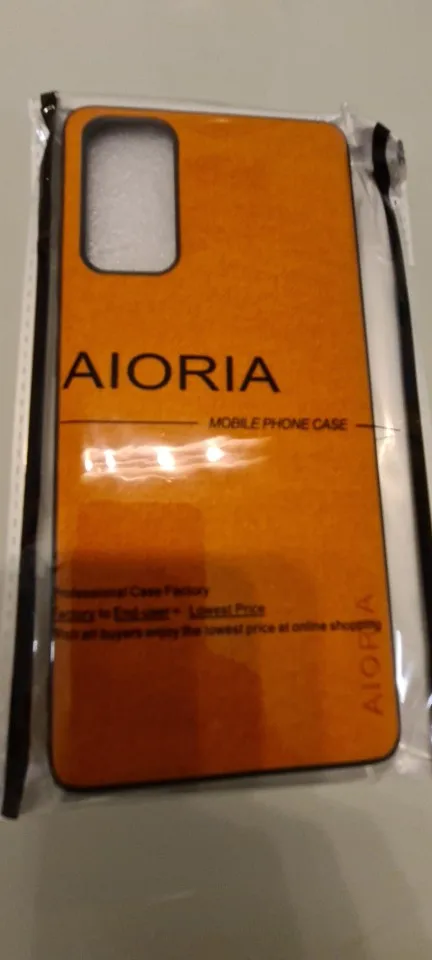 AIORIA
MOBILE PHONE CASE
Professional Case Factory
Factory to End-user = Lowest Price
all buyers enjoy the lowest price at online shopping
AIORIA